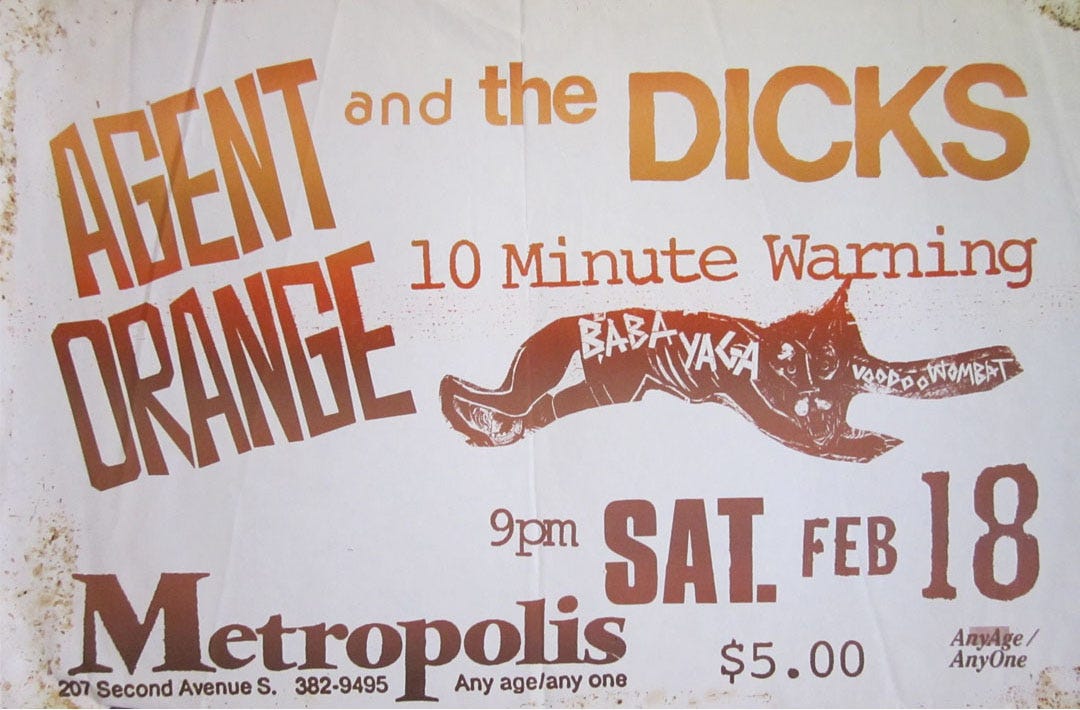 AGENT ORANGE
and the DICKS
10 Minute Warning
BABA YAGA
VOODOO WOMBAT
9pm SAT. FEB 18
Metropolis
207 Second Avenue S. 382-9495 Any age/any one
$5.00
AnyAge /
AnyOne